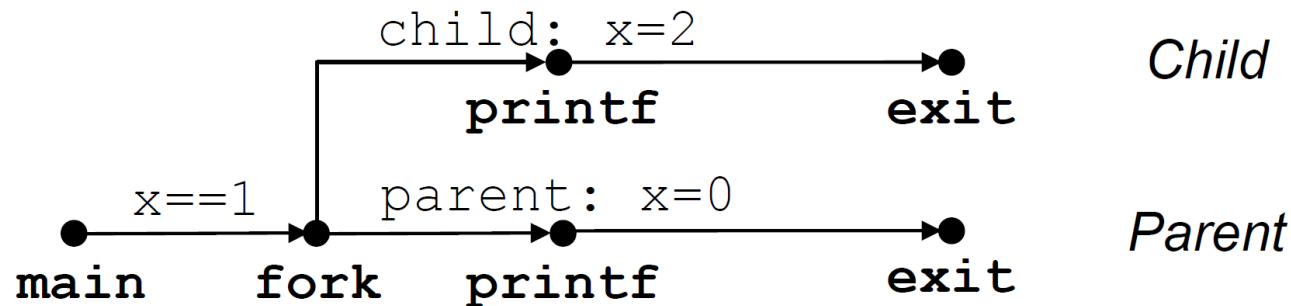 child: x=2
Child
printf
exit
x==1
parent: x=0
Parent
main
fork
printf
exit